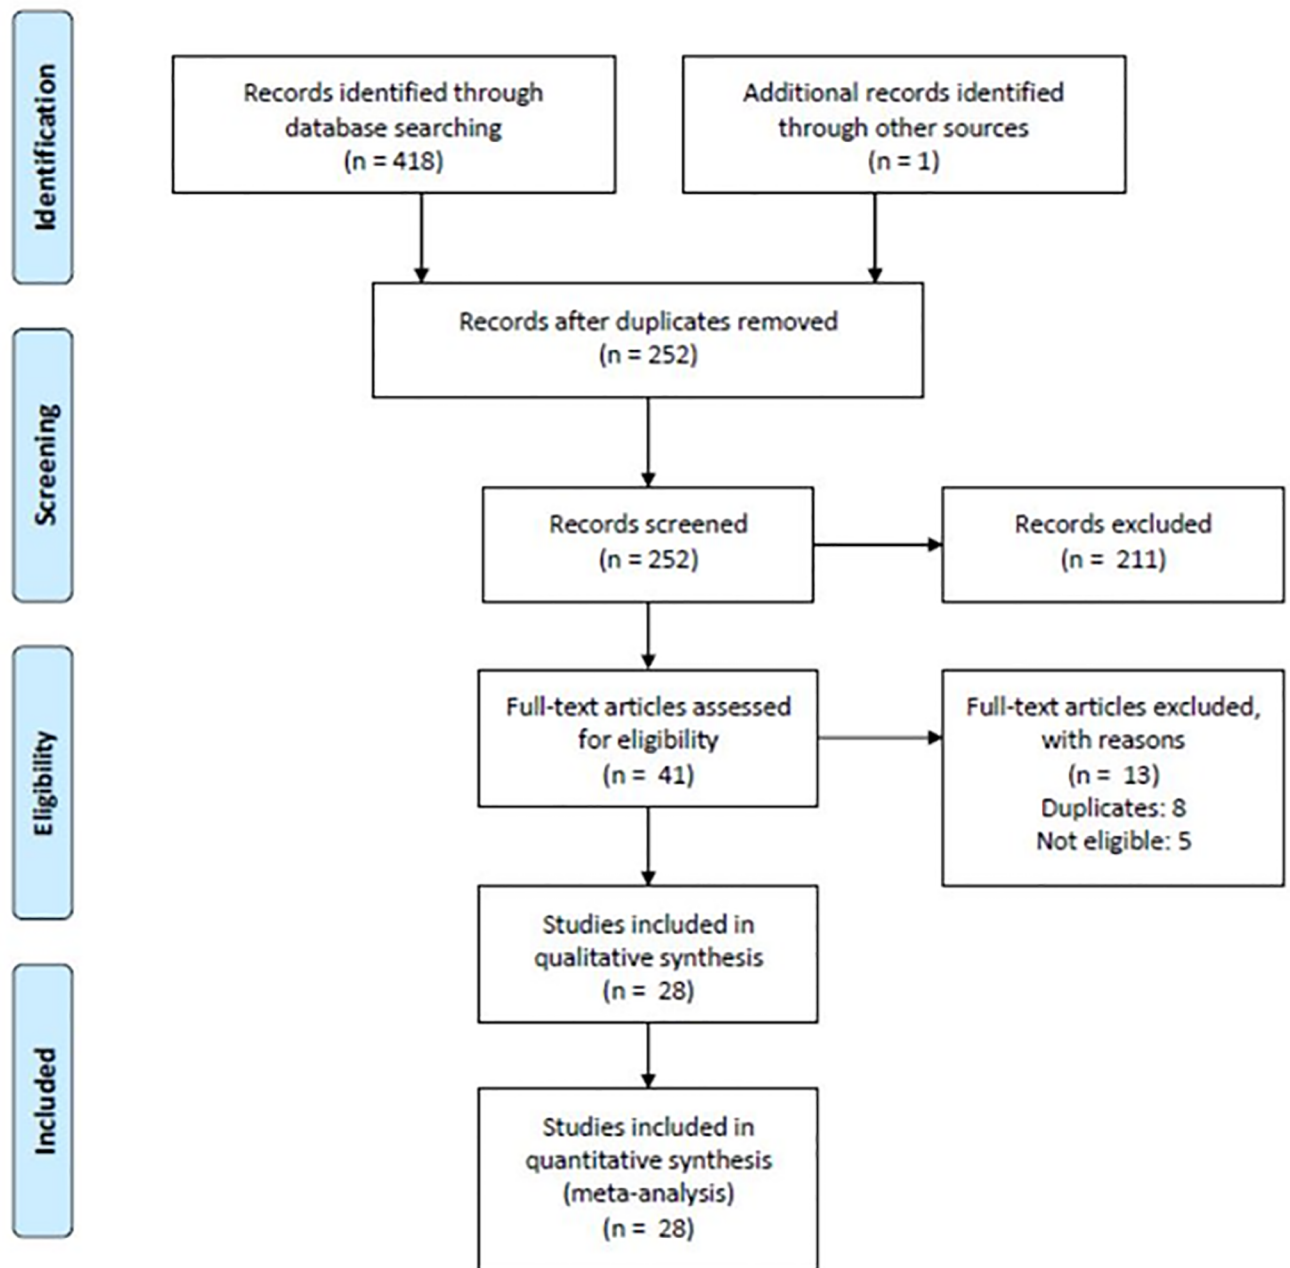 Identification
Records identified through
database searching
(n = 418)
Additional records identified
through other sources
(n = 1)
Records after duplicates removed
(n = 252)
Screening
Records screened
(n = 252)
Records excluded
(n = 211)
Eligibility
Full-text articles assessed
for eligibility
(n = 41)
Full-text articles excluded,
with reasons
(n = 13)
Duplicates: 8
Not eligible: 5
Studies included in
qualitative synthesis
(n = 28)
Included
Studies included in
quantitative synthesis
(meta-analysis)
(n = 28)